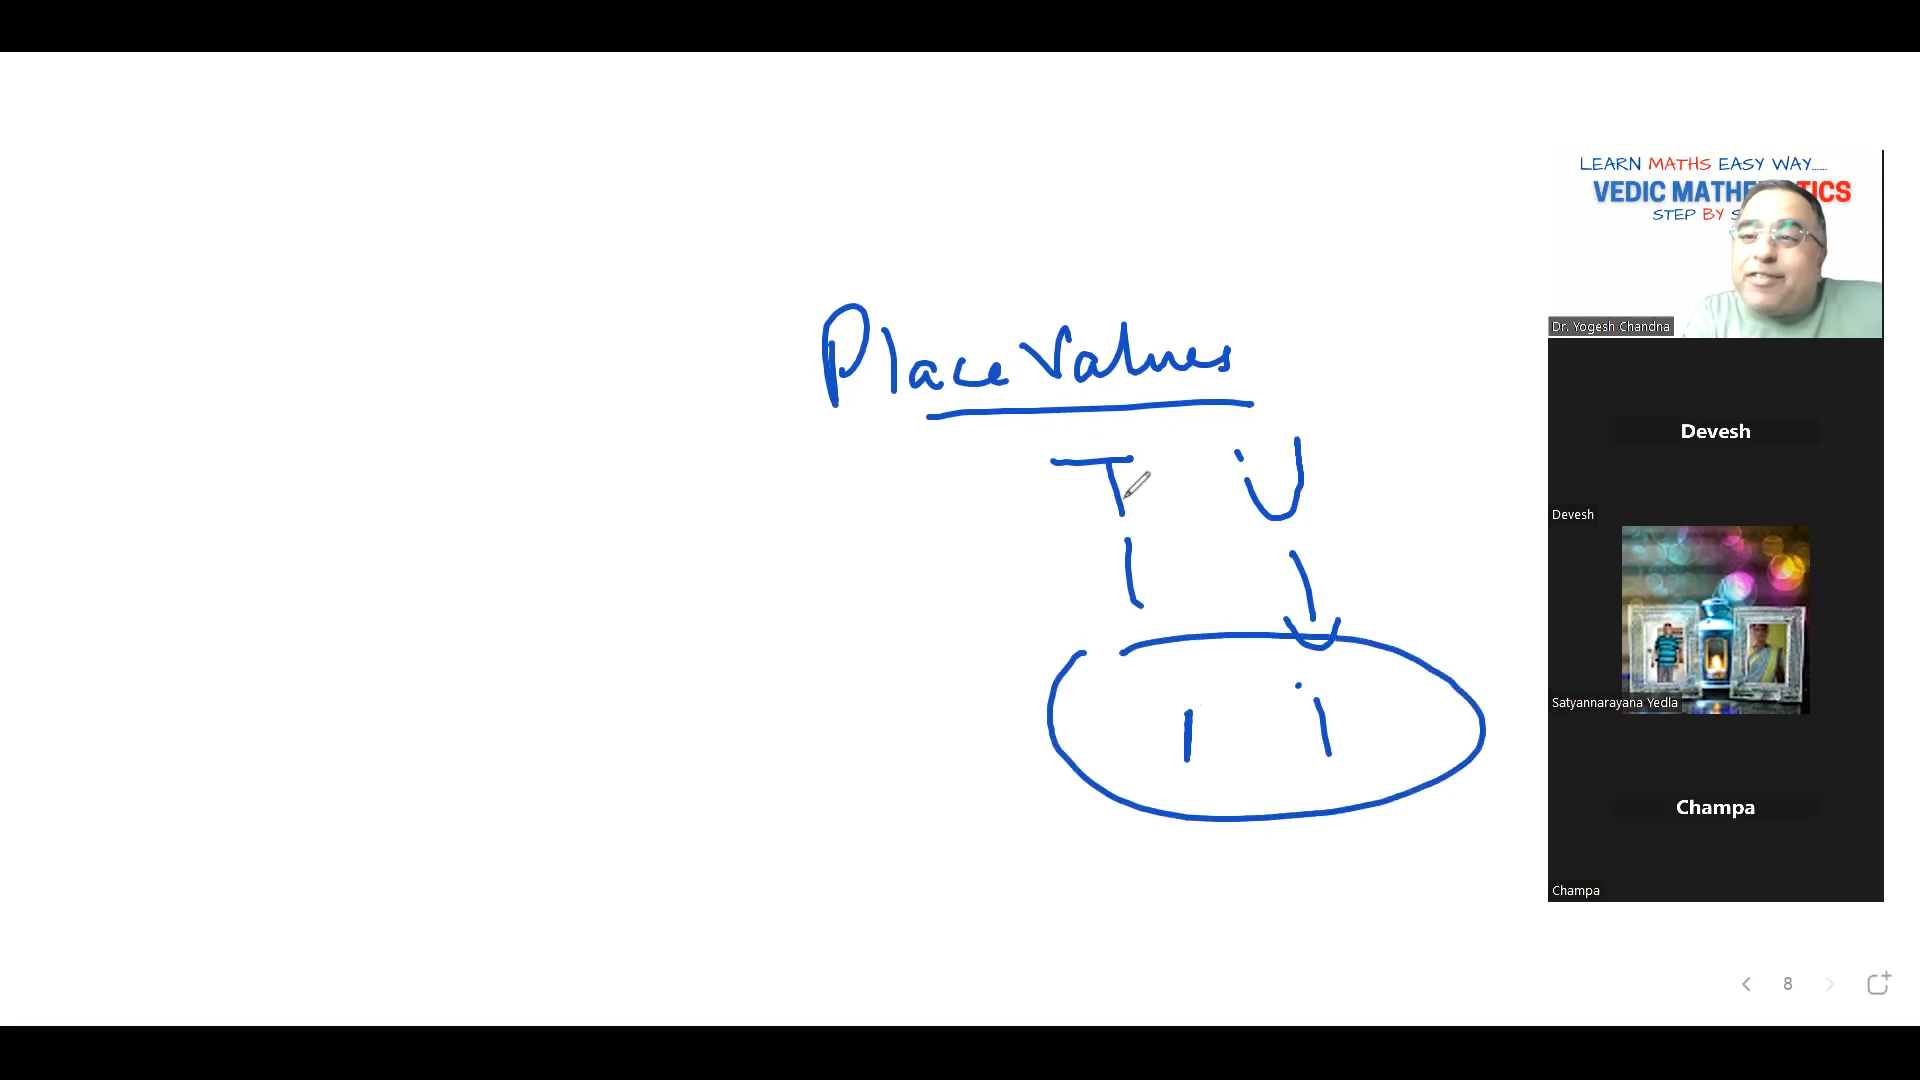 LEARN MATHS EASY WAY......
VEDIC MATHE TICS
STEP BY S
Dr. Yogesh Chandna
Place Values
T U
1 1
Devesh
Devesh
Satyannarayana Yedla
Champa
Champa
8